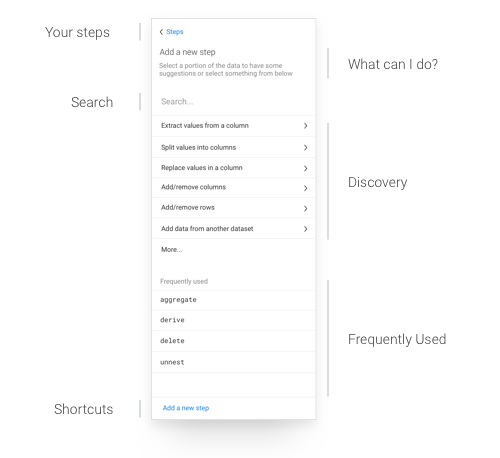 Your steps
Steps
Add a new step
Select a portion of the data to have some
suggestions or select something from below
What can I do?
Search
Search...
Extract values from a column
Split values into columns
Replace values in a column
Add/remove columns
Add/remove rows
Add data from another dataset
More...
Discovery
Frequently used
aggregate
derive
delete
unnest
Frequently Used
Shortcuts
Add a new step